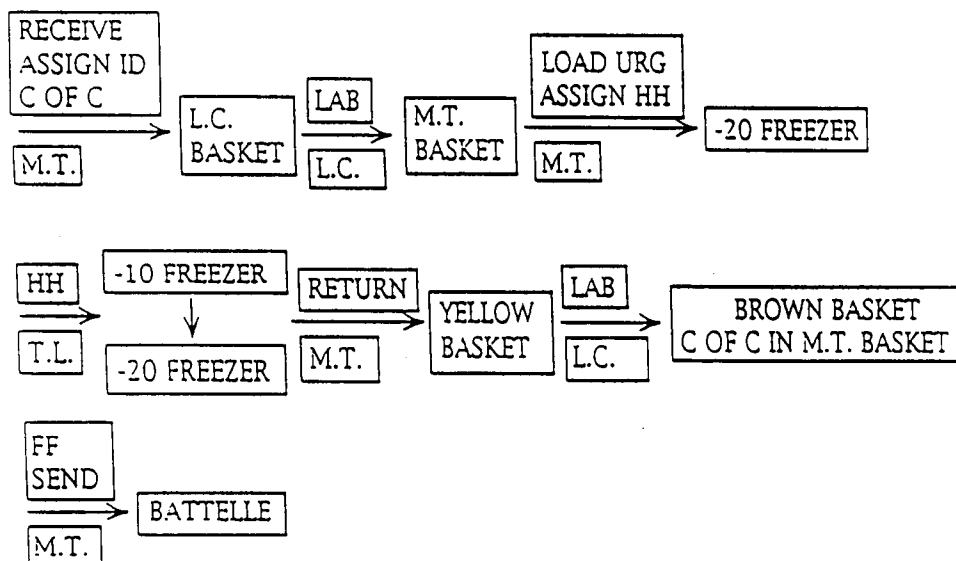 RECEIVE
ASSIGN ID
C OF C
M.T.
L.C.
BASKET
LAB
L.C.
M.T.
BASKET
LOAD URG
ASSIGN HH
M.T.
-20 FREEZER
HH
T.L.
-10 FREEZER
-20 FREEZER
RETURN
M.T.
YELLOW
BASKET
LAB
L.C.
BROWN BASKET
C OF C IN M.T. BASKET
FF
SEND
M.T.
BATTELLE